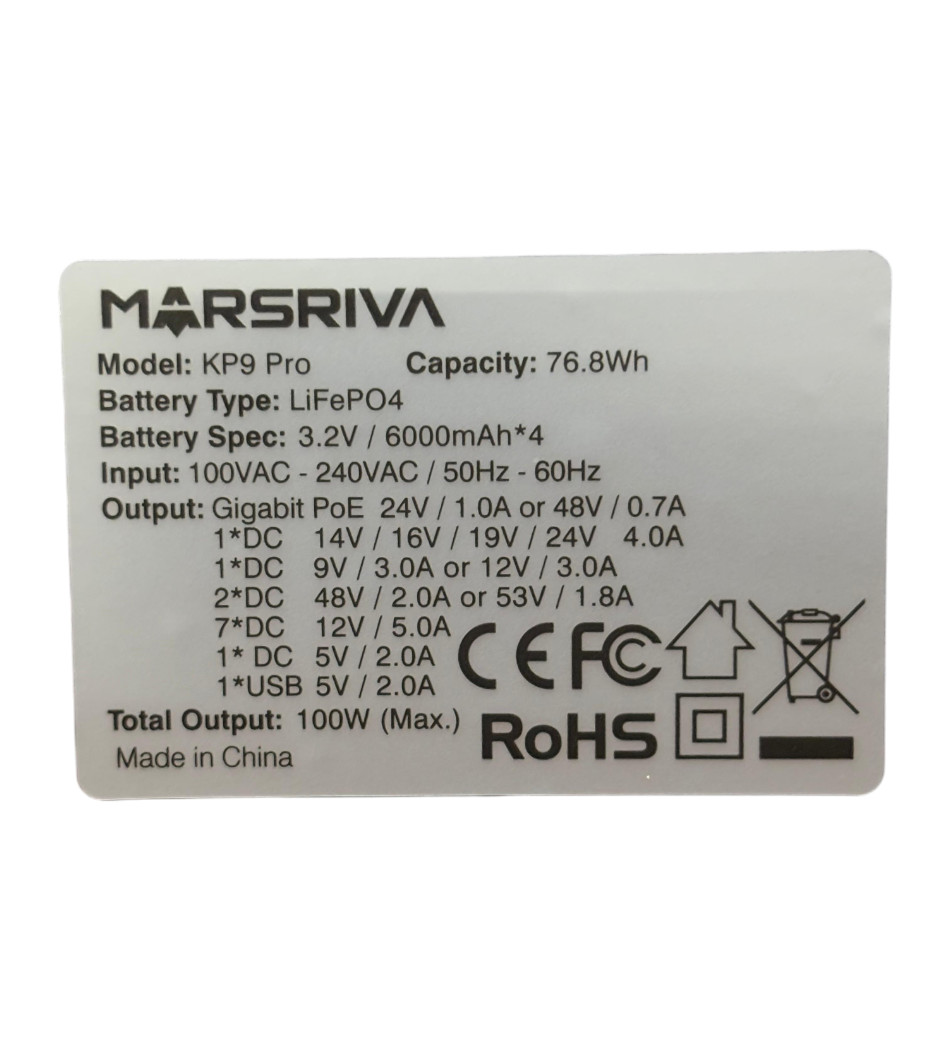 MARSRIVA
Model: KP9 Pro Capacity: 76.8Wh
Battery Type: LiFePO4
Battery Spec: 3.2V / 6000mAh*4
Input: 100VAC - 240VAC / 50Hz - 60Hz
Output: Gigabit PoE 24V / 1.0A or 48V / 0.7A
1*DC 14V / 16V / 19V / 24V 4.0A
1*DC 9V / 3.0A or 12V / 3.0A
2*DC 48V / 2.0A or 53V / 1.8A
7*DC 12V / 5.0A
1* DC 5V / 2.0A
1*USB 5V / 2.0A
CE FC
Total Output: 100W (Max.)
RoHS
Made in China